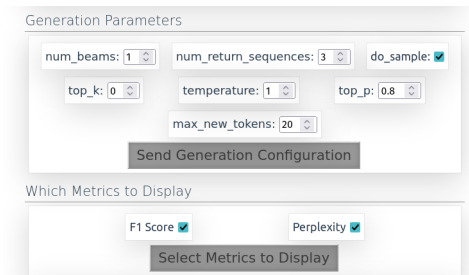 Generation Parameters
num_beams: 1 num_return_sequences: 3 do_sample:
top_k: 0 temperature: 1 top_p: 0.8
max_new_tokens: 20
Send Generation Configuration
Which Metrics to Display
F1 Score Perplexity
Select Metrics to Display